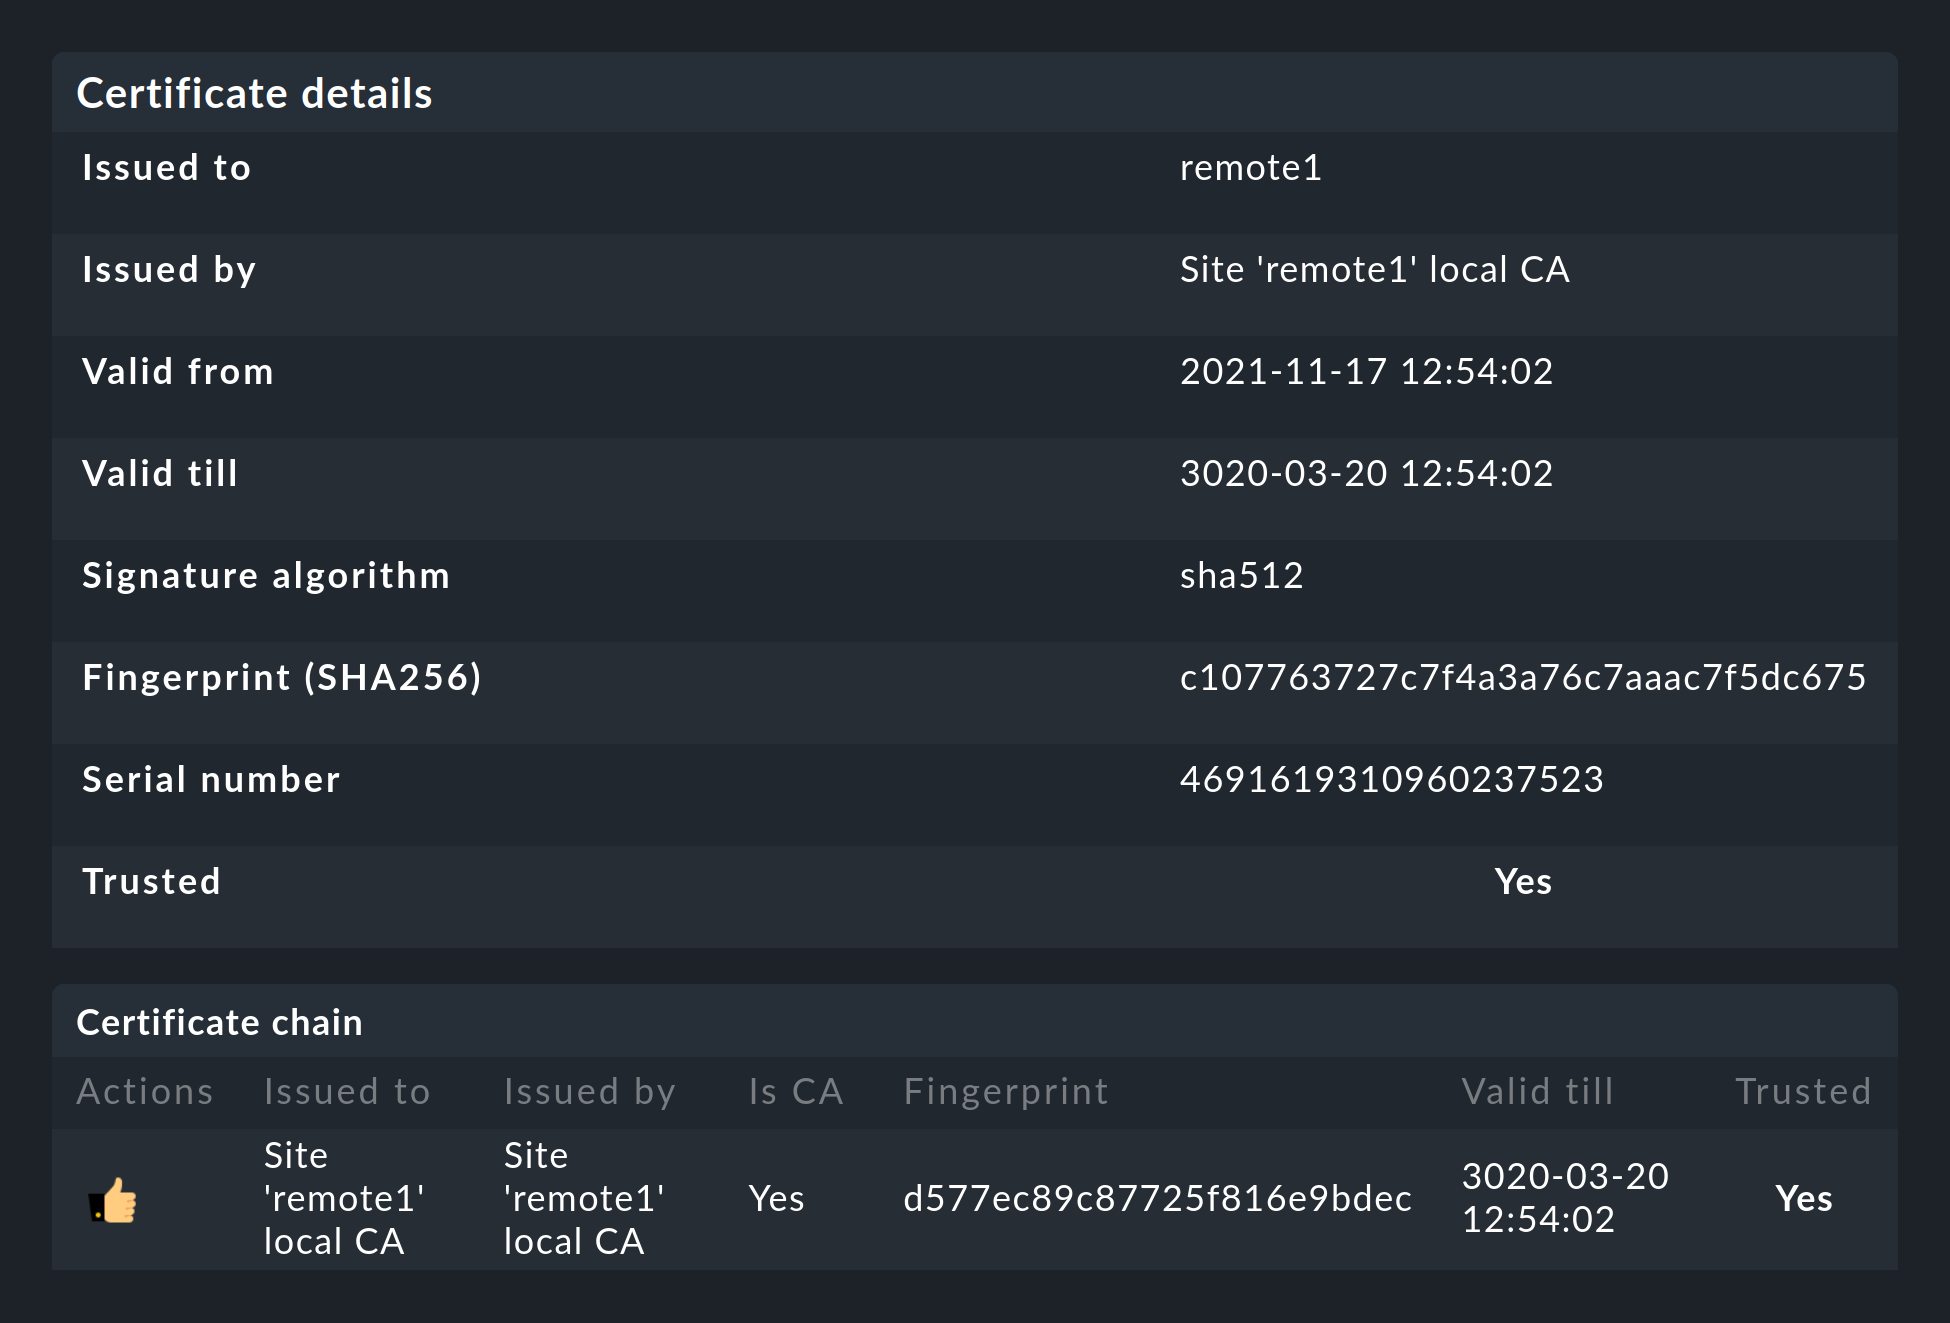 Certificate details
Issued to remote1
Issued by Site 'remote1' local CA
Valid from 2021-11-17 12:54:02
Valid till 3020-03-20 12:54:02
Signature algorithm sha512
Fingerprint (SHA256) c107763727c7f4a3a76c7aaac7f5dc675
Serial number 4691619310960237523
Trusted Yes
Certificate chain
Actions Issued to Issued by Is CA Fingerprint Valid till Trusted
Site 'remote1' local CA Site 'remote1' local CA Yes d577ec89c87725f816e9bdec 3020-03-20 12:54:02 Yes